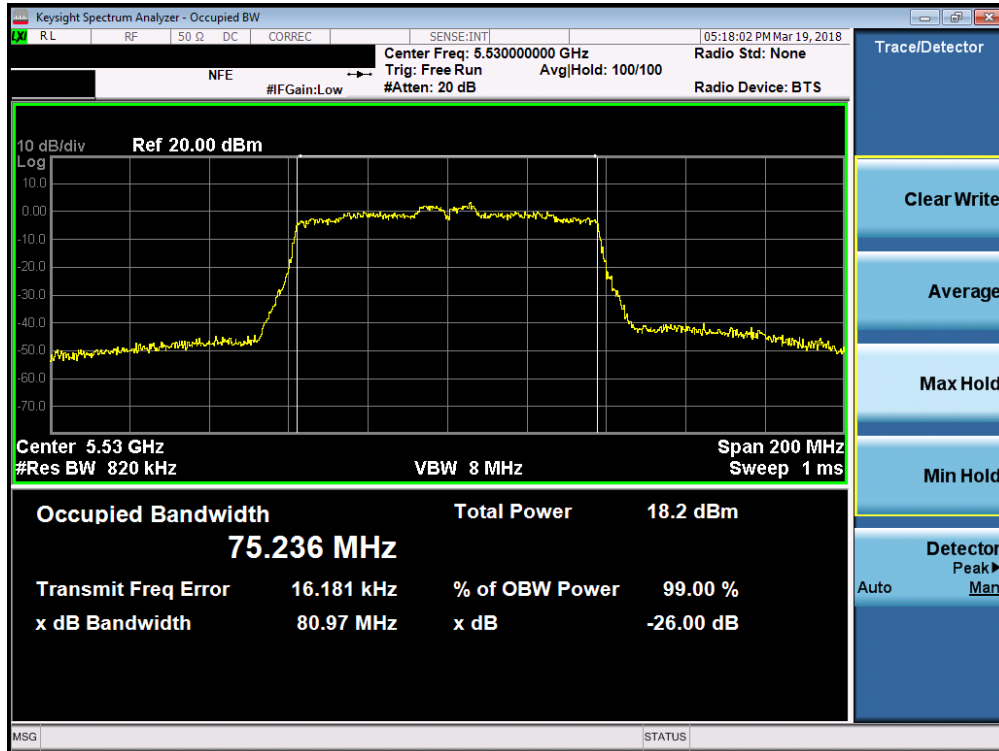 Keysight Spectrum Analyzer - Occupied BW
LXI RL RF 50 Ω DC CORREC SENSE:INT 05:18:02 PM Mar 19, 2018
Center Freq: 5.530000000 GHz Radio Std: None
NFE Trig: Free Run Avg|Hold: 100/100
#IFGain:Low #Atten: 20 dB Radio Device: BTS
10 dB/div Ref 20.00 dBm
Log
10.0
0.00
-10.0
-20.0
-30.0
-40.0
-50.0
-60.0
-70.0
Center 5.53 GHz Span 200 MHz
#Res BW 820 kHz VBW 8 MHz Sweep 1 ms
Occupied Bandwidth Total Power 18.2 dBm
75.236 MHz
Transmit Freq Error 16.181 kHz % of OBW Power 99.00 %
x dB Bandwidth 80.97 MHz x dB -26.00 dB
Trace/Detector
Clear Write
Average
Max Hold
Min Hold
Detector
Peak▶
Auto Man
MSG STATUS